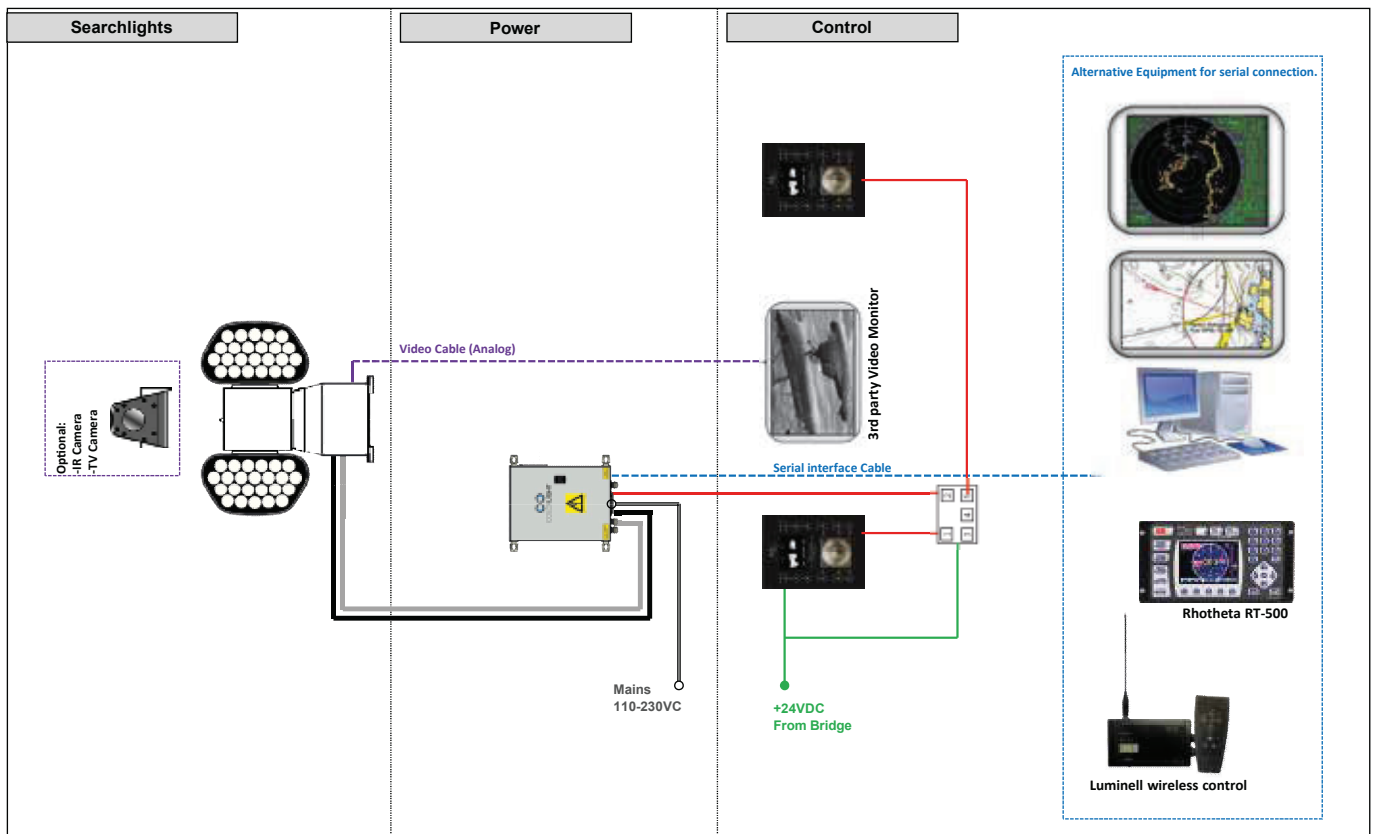 Searchlights
Power
Control
Alternative Equipment for serial connection.
Optional:
-IR Camera
-TV Camera
Video Cable (Analog)
3rd party Video Monitor
Serial interface Cable
Mains
110-230VC
+24VDC
From Bridge
Rhotheta RT-500
Luminell wireless control